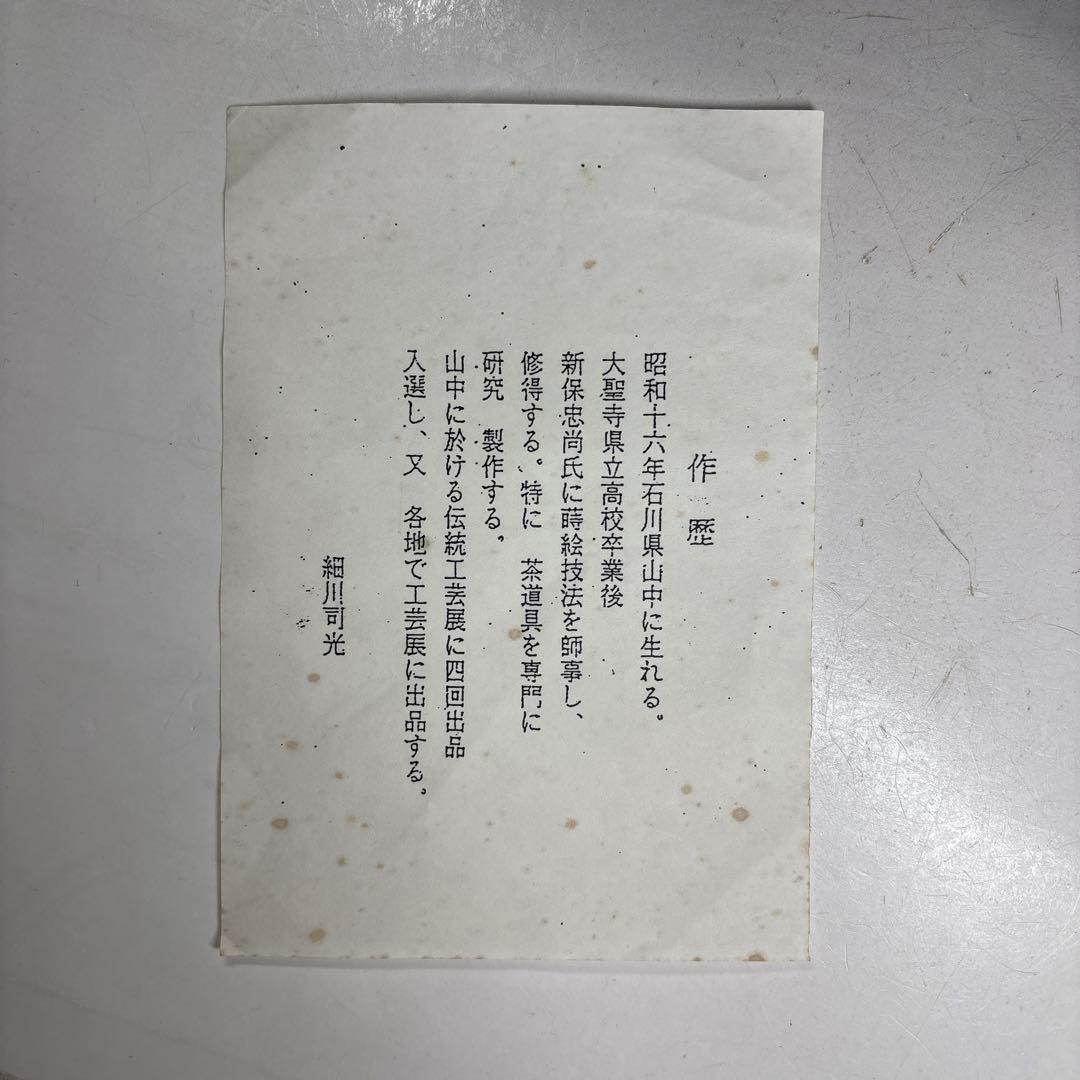 作歴
昭和十六年石川県山中に生れる。
大聖寺県立高校卒業後
新保忠尚氏に蒔絵技法を師事し、
修得する。特に　茶道具を専門に
研究　製作する。
山中に於ける伝統工芸展に四回出品
入選し、又　各地で工芸展に出品する。
細川司光